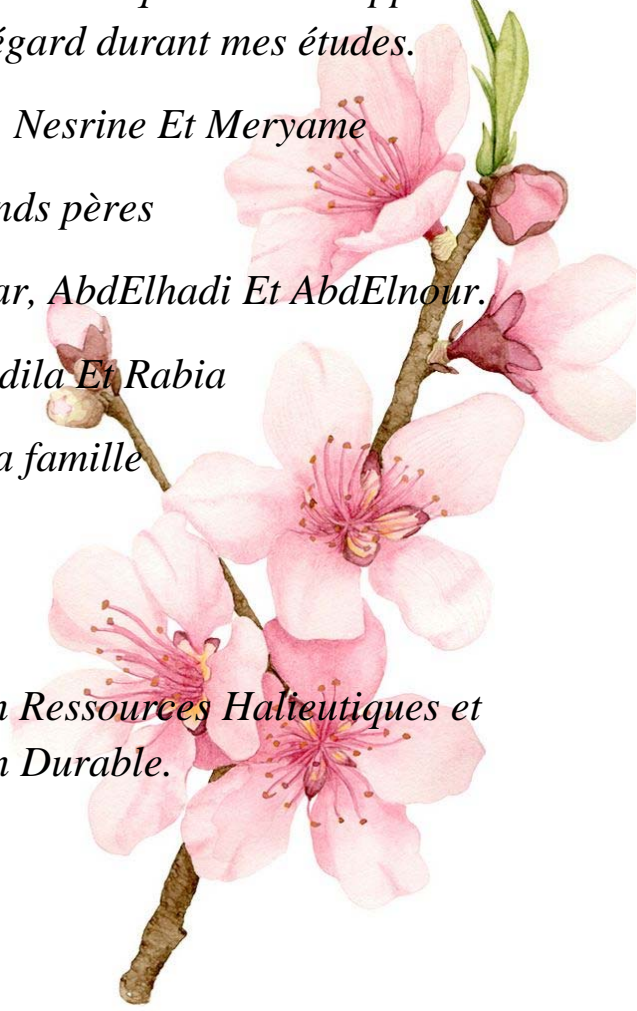 égard durant mes études.
Nesrine Et Meryame
nds pères
ar, AbdElhadi Et AbdElnour.
dila Et Rabia
a famille
n Ressources Halieutiques et
n Durable.